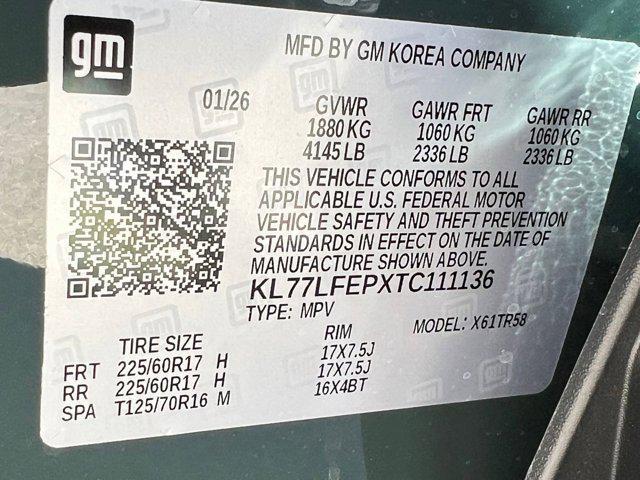 gm
MFD BY GM KOREA COMPANY
01/26 GVWR GAWR FRT GAWR RR
1880 KG 1060 KG 1060 KG
4145 LB 2336 LB 2336 LB
THIS VEHICLE CONFORMS TO ALL
APPLICABLE U.S. FEDERAL MOTOR
VEHICLE SAFETY AND THEFT PREVENTION
STANDARDS IN EFFECT ON THE DATE OF
MANUFACTURE SHOWN ABOVE.
KL77LFEPXTC111136
TYPE: MPV MODEL: X61TR58
TIRE SIZE RIM
FRT 225/60R17 H 17X7.5J
RR 225/60R17 H 17X7.5J
SPA T125/70R16 M 16X4BT